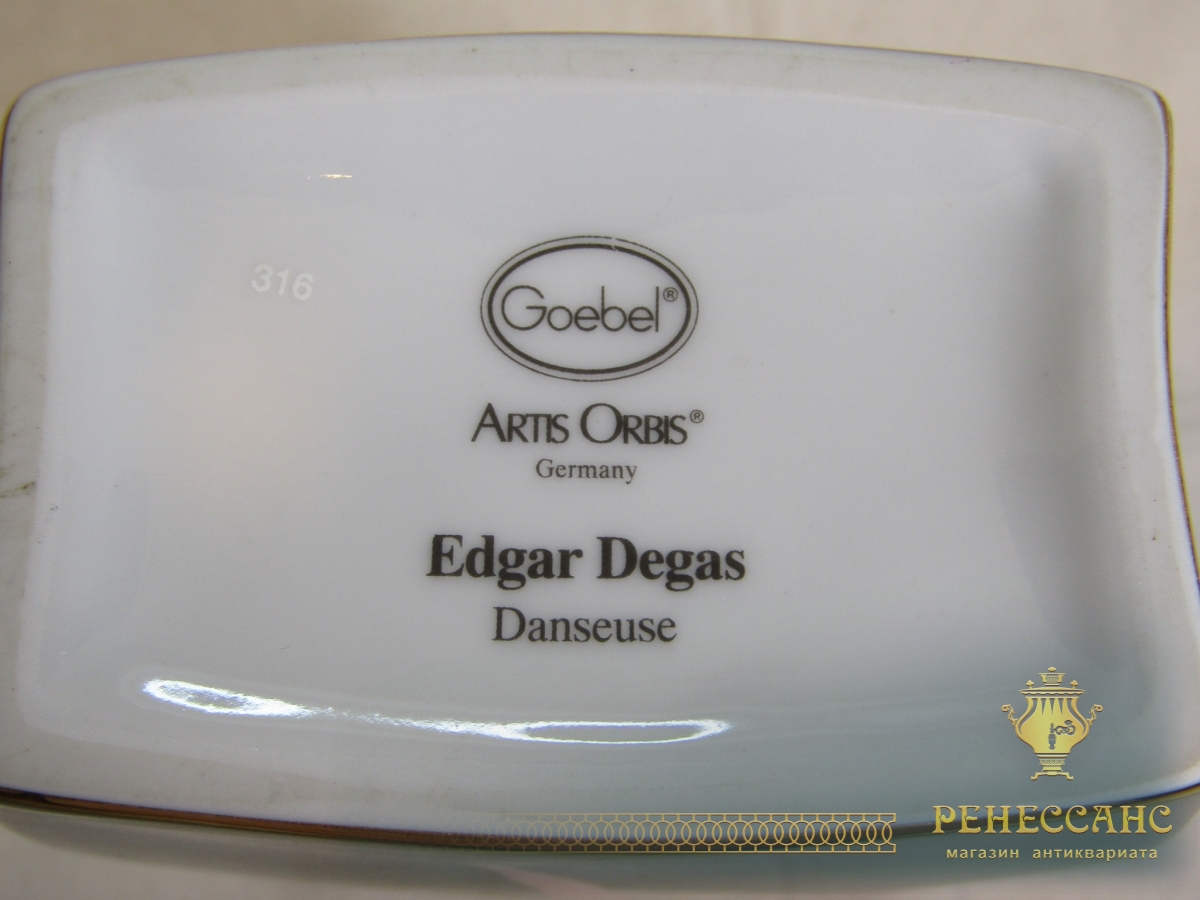 316
Goebel®
ARTIS ORBIS®
Germany
Edgar Degas
Danseuse
РЕНЕССАНС
магазин антиквариата